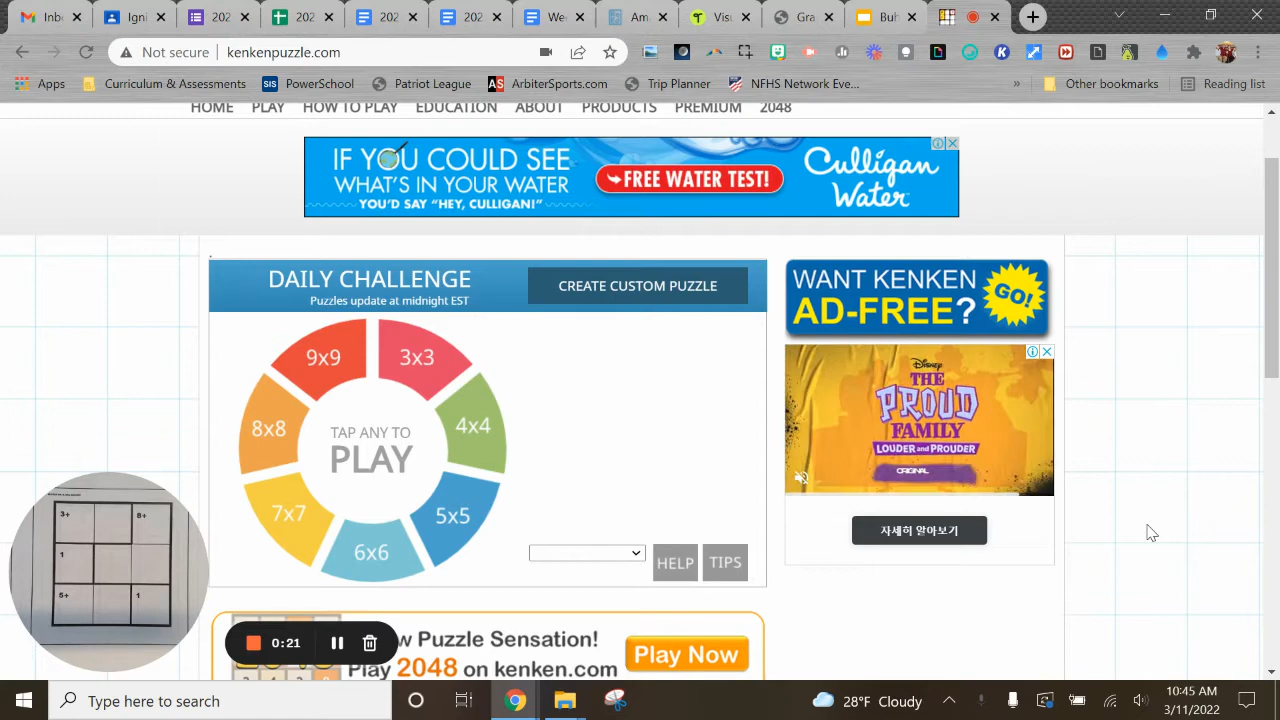 Inb
Igni
202
202
202
202
We
Am
Visu
Gra
Buh
Not secure
kenkenpuzzle.com
Apps
Curriculum & Assessments
SIS
PowerSchool
Patriot League
AS
ArbiterSports.com
Trip Planner
NFHS Network Eve...
»
Other bookmarks
Reading list
HOME PLAY HOW TO PLAY EDUCATION ABOUT PRODUCTS PREMIUM 2048
IF YOU COULD SEE
WHAT'S IN YOUR WATER
YOU'D SAY "HEY, CULLIGAN!"
FREE WATER TEST!
Culligan
Water
DAILY CHALLENGE
Puzzles update at midnight EST
CREATE CUSTOM PUZZLE
9x9
3x3
8x8
4x4
TAP ANY TO
PLAY
7x7
5x5
6x6
HELP
TIPS
WANT KENKEN
AD-FREE?
GO!
Disney
THE
PROUD
FAMILY
LOUDER and PROUDER
ORIGINAL
자세히 알아보기
3+
8+
1
5+
1
0:21
w Puzzle Sensation!
Play 2048 on kenken.com
Play Now
Type here to search
28°F Cloudy
10:45 AM
3/11/2022